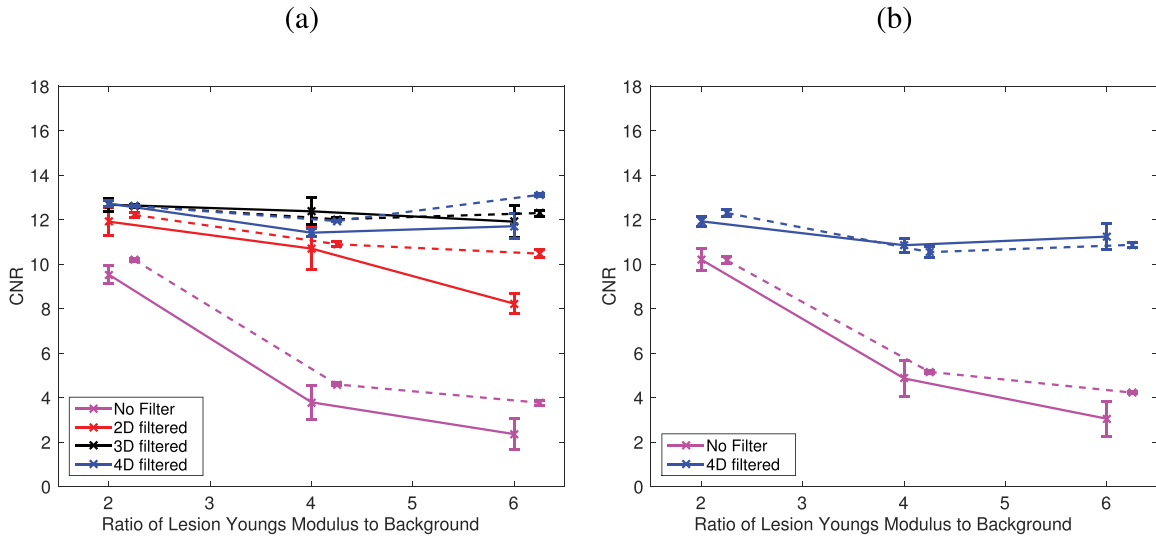 (a)
18
16
14
12
10
8
6
4
2
0
CNR
No Filter
2D filtered
3D filtered
4D filtered
2 3 4 5 6
Ratio of Lesion Youngs Modulus to Background
(b)
18
16
14
12
10
8
6
4
2
0
CNR
No Filter
4D filtered
2 3 4 5 6
Ratio of Lesion Youngs Modulus to Background